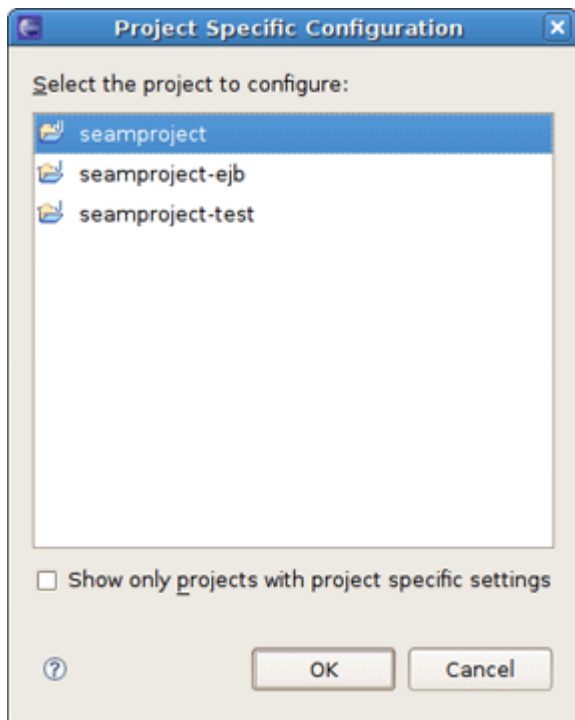 Project Specific Configuration
Select the project to configure:
seamproject
seamproject-ejb
seamproject-test
Show only projects with project specific settings
?
OK Cancel